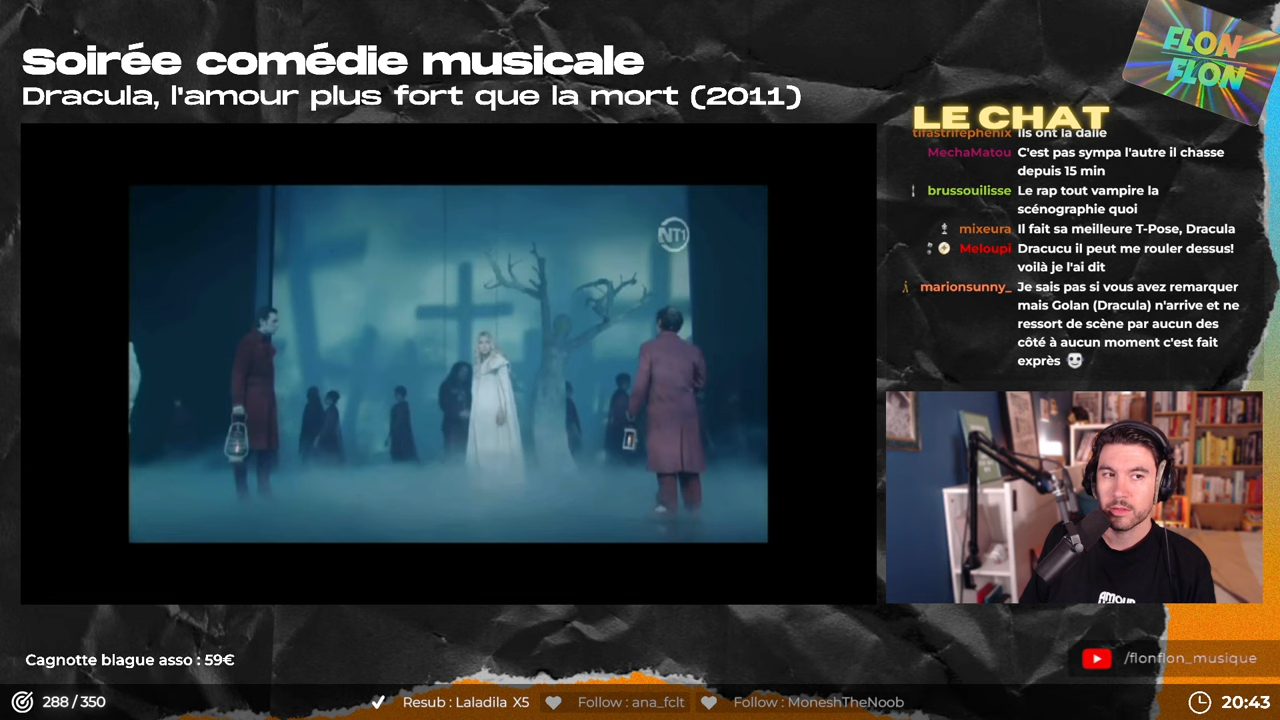 Soirée comédie musicale
Dracula, l'amour plus fort que la mort (2011)
FLON
FLON
LE CHAT
tifastrifephenix ils ont la dalle
MechaMatou C'est pas sympa l'autre il chasse
depuis 15 min
brussouilisse Le rap tout vampire la
scénographie quoi
mixeura Il fait sa meilleure T-Pose, Dracula
Meloupi Dracucu il peut me rouler dessus!
voilà je l'ai dit
marionsunny_ Je sais pas si vous avez remarquer
mais Golan (Dracula) n'arrive et ne
ressort de scène par aucun des
côté à aucun moment c'est fait
exprès
NT1
AMOUR
Cagnotte blague asso : 59€
/flonflon_musique
288 / 350
Resub : Laladila X5
Follow : ana_fclt
Follow : MoneshTheNoob
20:43